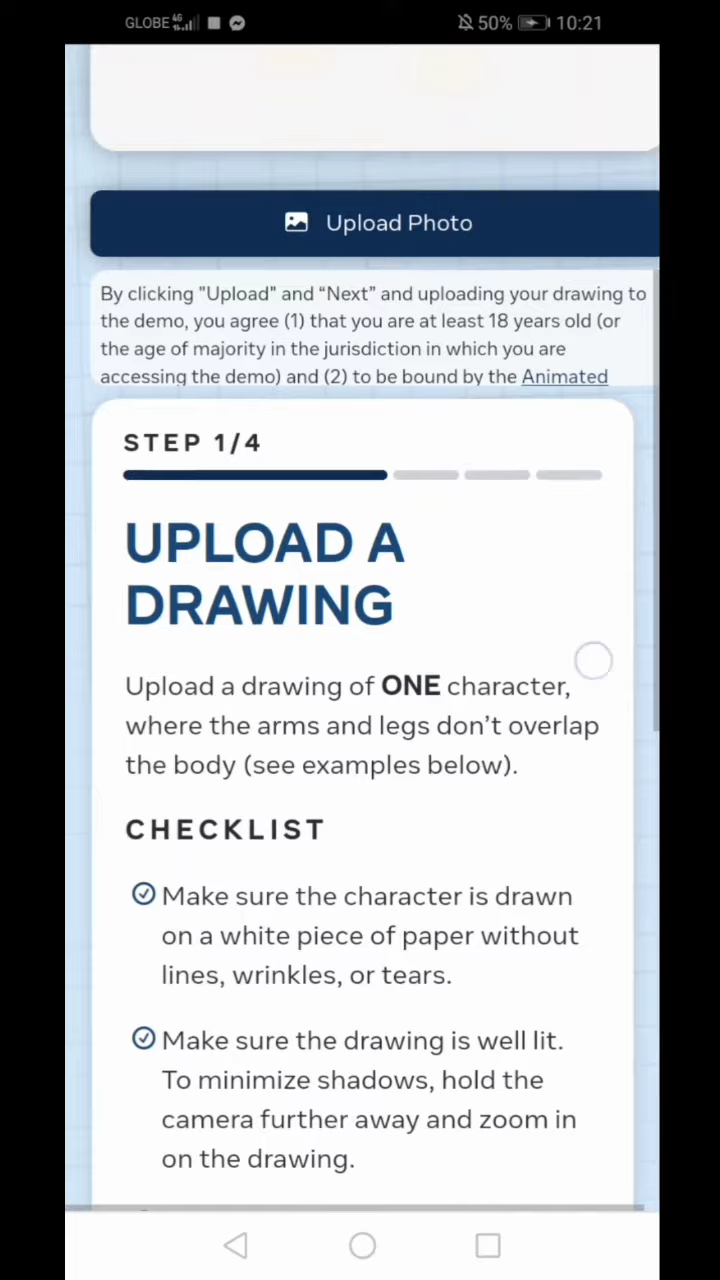 GLOBE 4G 50% 10:21
Upload Photo
By clicking "Upload" and “Next” and uploading your drawing to
the demo, you agree (1) that you are at least 18 years old (or
the age of majority in the jurisdiction in which you are
accessing the demo) and (2) to be bound by the Animated
STEP 1/4
UPLOAD A
DRAWING
Upload a drawing of ONE character,
where the arms and legs don’t overlap
the body (see examples below).
CHECKLIST
Make sure the character is drawn
on a white piece of paper without
lines, wrinkles, or tears.
Make sure the drawing is well lit.
To minimize shadows, hold the
camera further away and zoom in
on the drawing.